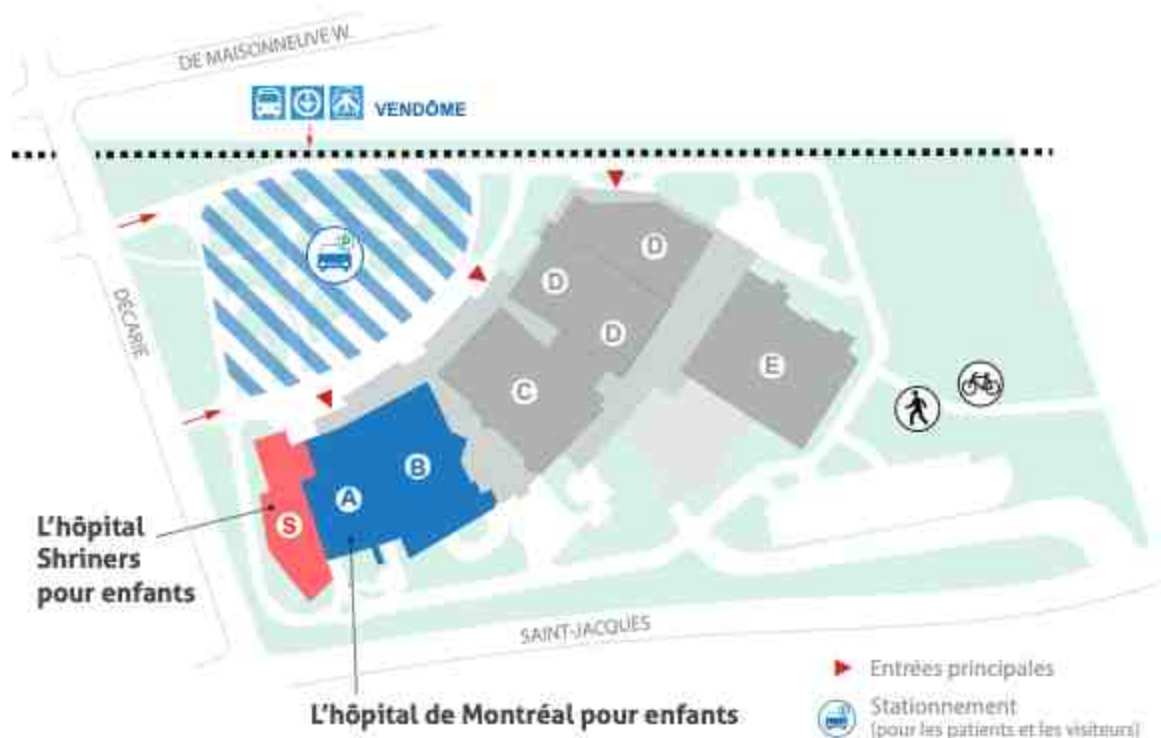 DE MAISONNEUVE W.
VENDÔME
P
DÉCARIE
D
D
D
E
C
B
A
S
L'hôpital
Shriners
pour enfants
SAINT-JACQUES
L'hôpital de Montréal pour enfants
Entrées principales
Stationnement
(pour les patients et les visiteurs)